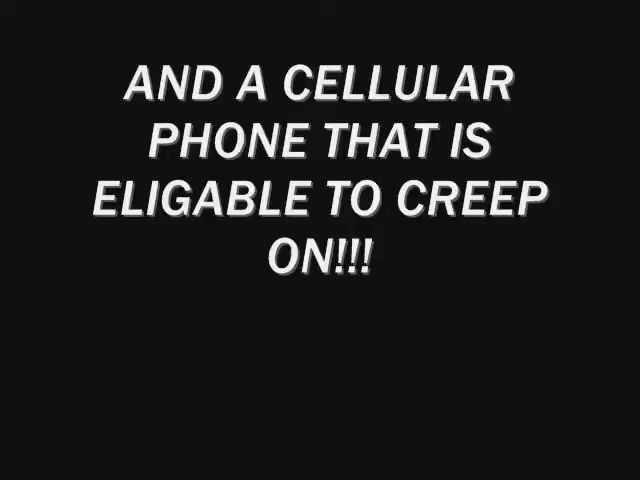 AND A CELLULAR
PHONE THAT IS
ELIGABLE TO CREEP
ON!!!